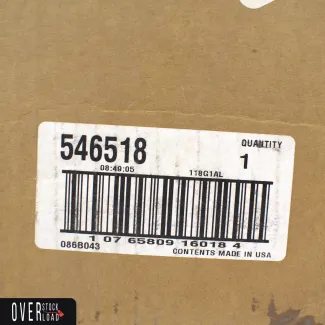 546518
QUANTITY
1
08:49:05
118G1AL
086B043
1 07 65809 16018 4
CONTENTS MADE IN USA
OVER STOCK LOAD